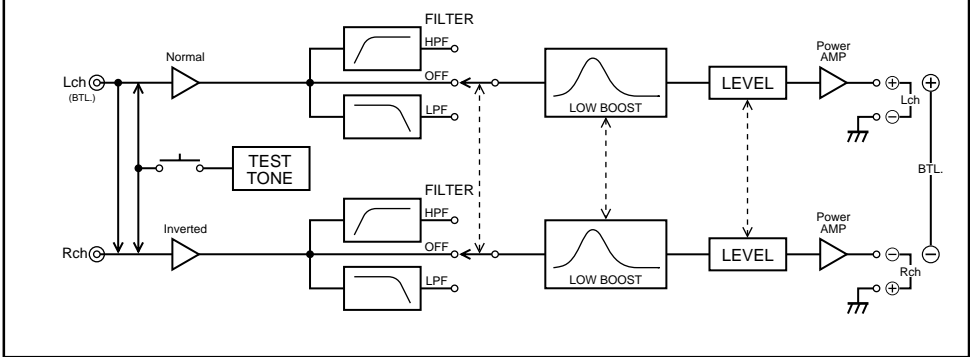 FILTER
Power
AMP
Normal
HPF
Lch
(BTL.)
OFF
LEVEL
+
+
Lch
LPF
LOW BOOST
−
TEST
TONE
BTL.
FILTER
Power
AMP
Inverted
HPF
Rch
OFF
LEVEL
−
−
Rch
LPF
LOW BOOST
+